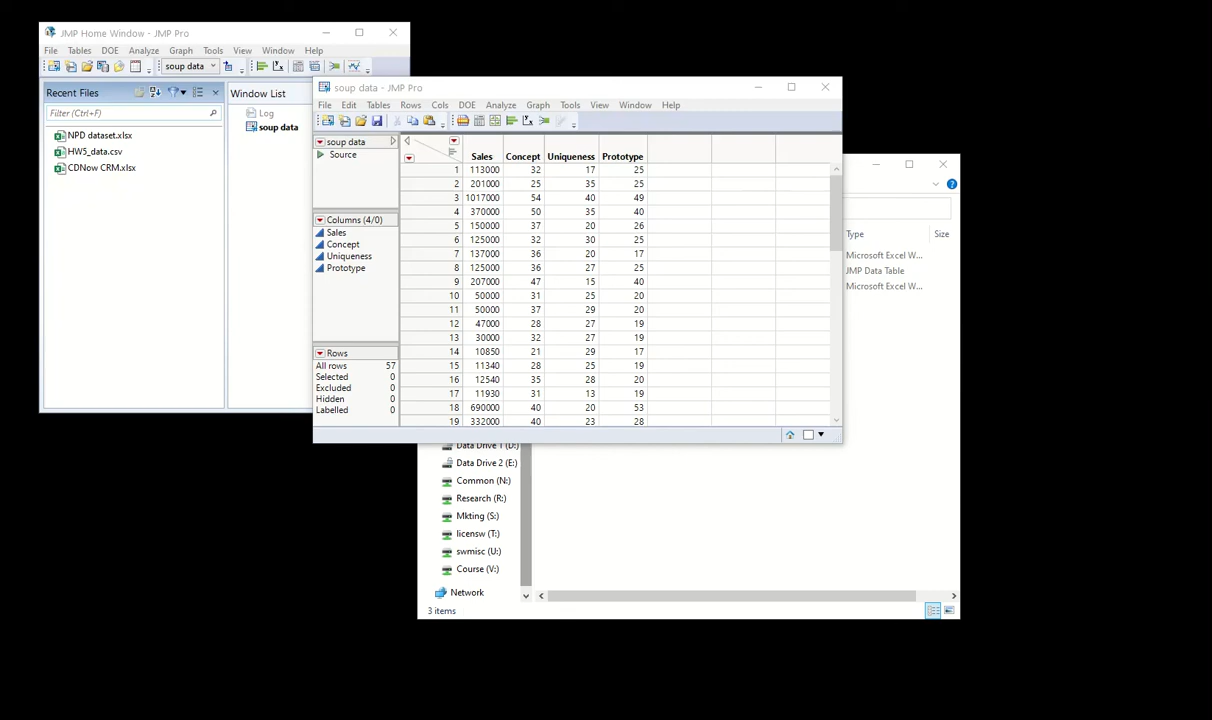 JMP Home Window - JMP Pro
File Tables DOE Analyze Graph Tools View Window Help
soup data
Recent Files
Window List
Filter (Ctrl+F)
Log
soup data
NPD dataset.xlsx
HW5_data.csv
CDNow CRM.xlsx
soup data - JMP Pro
File Edit Tables Rows Cols DOE Analyze Graph Tools View Window Help
soup data
Source
Columns (4/0)
Sales
Concept
Uniqueness
Prototype
Rows
All rows 57
Selected 0
Excluded 0
Hidden 0
Labelled 0
Sales Concept Uniqueness Prototype
1 113000 32 17 25
2 201000 25 35 25
3 1017000 54 40 49
4 370000 50 35 40
5 150000 37 20 26
6 125000 32 30 25
7 137000 36 20 17
8 125000 36 27 25
9 207000 47 15 40
10 50000 31 25 20
11 50000 37 29 20
12 47000 28 27 19
13 30000 32 27 19
14 10850 21 29 17
15 11340 28 25 19
16 12540 35 28 20
17 11930 31 13 19
18 690000 40 20 53
19 332000 40 23 28
Type Size
Microsoft Excel W...
JMP Data Table
Microsoft Excel W...
Data Drive 1 (D:)
Data Drive 2 (E:)
Common (N:)
Research (R:)
Mkting (S:)
licensw (T:)
swmisc (U:)
Course (V:)
Network
3 items